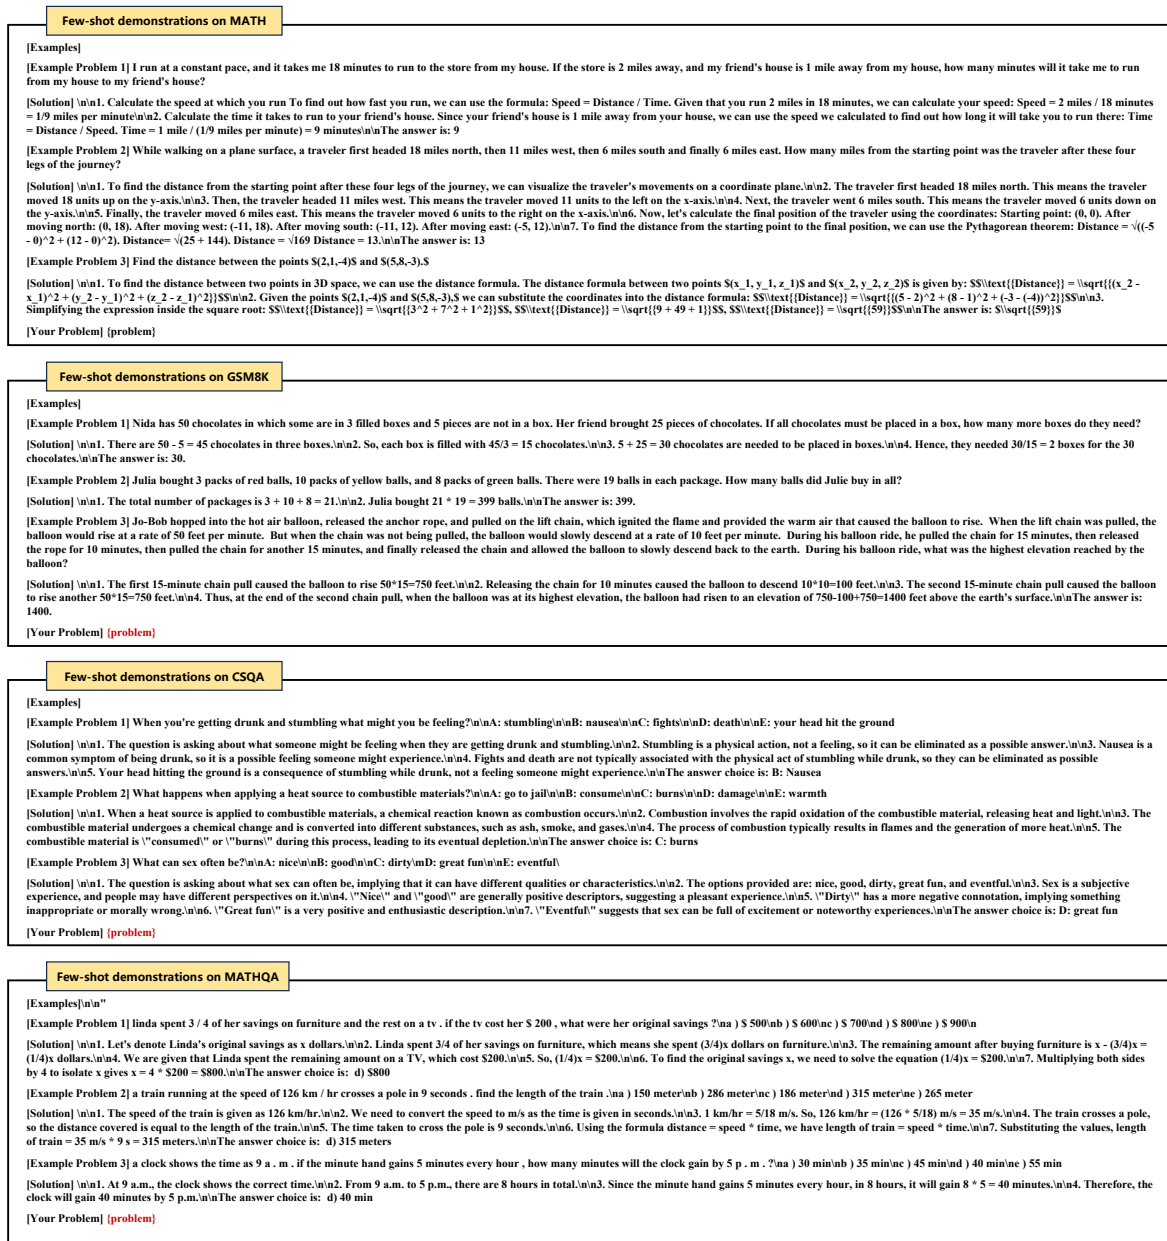 Few-shot demonstrations on MATH
[Examples]
[Example Problem 1] I run at a constant pace, and it takes me 18 minutes to run to the store from my house. If the store is 2 miles away, and my friend's house is 1 mile away from my house, how many minutes will it take me to run
from my house to my friend's house?
[Solution] \n\n1. Calculate the speed at which you run To find out how fast you run, we can use the formula: Speed = Distance / Time. Given that you run 2 miles in 18 minutes, we can calculate your speed: Speed = 2 miles / 18 minutes
= 1/9 miles per minute\n\n2. Calculate the time it takes to run to your friend's house. Since your friend's house is 1 mile away from your house, we can use the speed we calculated to find out how long it will take you to run there: Time
= Distance / Speed. Time = 1 mile / (1/9 miles per minute) = 9 minutes\n\nThe answer is: 9
[Example Problem 2] While walking on a plane surface, a traveler first headed 18 miles north, then 11 miles west, then 6 miles south and finally 6 miles east. How many miles from the starting point was the traveler after these four
legs of the journey?
[Solution] \n\n1. To find the distance from the starting point after these four legs of the journey, we can visualize the traveler's movements on a coordinate plane.\n\n2. The traveler first headed 18 miles north. This means the traveler
moved 18 units up on the y-axis.\n\n3. Then, the traveler headed 11 miles west. This means the traveler moved 11 units to the left on the x-axis.\n\n4. Next, the traveler went 6 miles south. This means the traveler moved 6 units down on
the y-axis.\n\n5. Finally, the traveler moved 6 miles east. This means the traveler moved 6 units to the right on the x-axis.\n\n6. Now, let's calculate the final position of the traveler using the coordinates: Starting point: (0, 0). After
moving north: (0, 18). After moving west: (-11, 18). After moving south: (-11, 12). After moving east: (-5, 12).\n\n7. To find the distance from the starting point to the final position, we can use the Pythagorean theorem: Distance = √((-5
- 0)^2 + (12 - 0)^2). Distance= √(25 + 144). Distance = √169 Distance = 13.\n\nThe answer is: 13
[Example Problem 3] Find the distance between the points $(2,1,-4)$ and $(5,8,-3).$
[Solution] \n\n1. To find the distance between two points in 3D space, we can use the distance formula. The distance formula between two points $(x_1, y_1, z_1)$ and $(x_2, y_2, z_2)$ is given by: $$\\text{{Distance}} = \\sqrt{{(x_2 -
x_1)^2 + (y_2 - y_1)^2 + (z_2 - z_1)^2}}$$\n\n2. Given the points $(2,1,-4)$ and $(5,8,-3),$ we can substitute the coordinates into the distance formula: $$\\text{{Distance}} = \\sqrt{{(5 - 2)^2 + (8 - 1)^2 + (-3 - (-4))^2}}$$\n\n3.
Simplifying the expression inside the square root: $$\\text{{Distance}} = \\sqrt{{3^2 + 7^2 + 1^2}}$$, $$\\text{{Distance}} = \\sqrt{{9 + 49 + 1}}$$, $$\\text{{Distance}} = \\sqrt{{59}}$$\n\nThe answer is: $\\sqrt{{59}}$
[Your Problem] {problem}
Few-shot demonstrations on GSM8K
[Examples]
[Example Problem 1] Nida has 50 chocolates in which some are in 3 filled boxes and 5 pieces are not in a box. Her friend brought 25 pieces of chocolates. If all chocolates must be placed in a box, how many more boxes do they need?
[Solution] \n\n1. There are 50 - 5 = 45 chocolates in three boxes.\n\n2. So, each box is filled with 45/3 = 15 chocolates.\n\n3. 5 + 25 = 30 chocolates are needed to be placed in boxes.\n\n4. Hence, they needed 30/15 = 2 boxes for the 30
chocolates.\n\nThe answer is: 30.
[Example Problem 2] Julia bought 3 packs of red balls, 10 packs of yellow balls, and 8 packs of green balls. There were 19 balls in each package. How many balls did Julie buy in all?
[Solution] \n\n1. The total number of packages is 3 + 10 + 8 = 21.\n\n2. Julia bought 21 * 19 = 399 balls.\n\nThe answer is: 399.
[Example Problem 3] Jo-Bob hopped into the hot air balloon, released the anchor rope, and pulled on the lift chain, which ignited the flame and provided the warm air that caused the balloon to rise. When the lift chain was pulled, the
balloon would rise at a rate of 50 feet per minute. But when the chain was not being pulled, the balloon would slowly descend at a rate of 10 feet per minute. During his balloon ride, he pulled the chain for 15 minutes, then released
the rope for 10 minutes, then pulled the chain for another 15 minutes, and finally released the chain and allowed the balloon to slowly descend back to the earth. During his balloon ride, what was the highest elevation reached by the
balloon?
[Solution] \n\n1. The first 15-minute chain pull caused the balloon to rise 50*15=750 feet.\n\n2. Releasing the chain for 10 minutes caused the balloon to descend 10*10=100 feet.\n\n3. The second 15-minute chain pull caused the balloon
to rise another 50*15=750 feet.\n\n4. Thus, at the end of the second chain pull, when the balloon was at its highest elevation, the balloon had risen to an elevation of 750-100+750=1400 feet above the earth's surface.\n\nThe answer is:
1400.
[Your Problem] {problem}
Few-shot demonstrations on CSQA
[Examples]
[Example Problem 1] When you're getting drunk and stumbling what might you be feeling?\n\nA: stumbling\n\nB: nausea\n\nC: fights\n\nD: death\n\nE: your head hit the ground
[Solution] \n\n1. The question is asking about what someone might be feeling when they are getting drunk and stumbling.\n\n2. Stumbling is a physical action, not a feeling, so it can be eliminated as a possible answer.\n\n3. Nausea is a
common symptom of being drunk, so it is a possible feeling someone might experience.\n\n4. Fights and death are not typically associated with the physical act of stumbling while drunk, so they can be eliminated as possible
answers.\n\n5. Your head hitting the ground is a consequence of stumbling while drunk, not a feeling someone might experience.\n\nThe answer choice is: B: Nausea
[Example Problem 2] What happens when applying a heat source to combustible materials?\n\nA: go to jail\n\nB: consume\n\nC: burns\n\nD: damage\n\nE: warmth
[Solution] \n\n1. When a heat source is applied to combustible materials, a chemical reaction known as combustion occurs.\n\n2. Combustion involves the rapid oxidation of the combustible material, releasing heat and light.\n\n3. The
combustible material undergoes a chemical change and is converted into different substances, such as ash, smoke, and gases.\n\n4. The process of combustion typically results in flames and the generation of more heat.\n\n5. The
combustible material is \"consumed\" or \"burns\" during this process, leading to its eventual depletion.\n\nThe answer choice is: C: burns
[Example Problem 3] What can sex often be?\n\nA: nice\n\nB: good\n\nC: dirty\mD: great fun\n\nE: eventful\
[Solution] \n\n1. The question is asking about what sex can often be, implying that it can have different qualities or characteristics.\n\n2. The options provided are: nice, good, dirty, great fun, and eventful.\n\n3. Sex is a subjective
experience, and people may have different perspectives on it.\n\n4. \"Nice\" and \"good\" are generally positive descriptors, suggesting a pleasant experience.\n\n5. \"Dirty\" has a more negative connotation, implying something
inappropriate or morally wrong.\n\n6. \"Great fun\" is a very positive and enthusiastic description.\n\n7. \"Eventful\" suggests that sex can be full of excitement or noteworthy experiences.\n\nThe answer choice is: D: great fun
[Your Problem] {problem}
Few-shot demonstrations on MATHQA
[Examples]\n\n"
[Example Problem 1] linda spent 3 / 4 of her savings on furniture and the rest on a tv . if the tv cost her $ 200 , what were her original savings ?\na ) $ 500\nb ) $ 600\nc ) $ 700\nd ) $ 800\ne ) $ 900\n
[Solution] \n\n1. Let's denote Linda's original savings as x dollars.\n\n2. Linda spent 3/4 of her savings on furniture, which means she spent (3/4)x dollars on furniture.\n\n3. The remaining amount after buying furniture is x - (3/4)x =
(1/4)x dollars.\n\n4. We are given that Linda spent the remaining amount on a TV, which cost $200.\n\n5. So, (1/4)x = $200.\n\n6. To find the original savings x, we need to solve the equation (1/4)x = $200.\n\n7. Multiplying both sides
by 4 to isolate x gives x = 4 * $200 = $800.\n\nThe answer choice is: d) $800
[Example Problem 2] a train running at the speed of 126 km / hr crosses a pole in 9 seconds . find the length of the train .\na ) 150 meter\nb ) 286 meter\nc ) 186 meter\nd ) 315 meter\ne ) 265 meter
[Solution] \n\n1. The speed of the train is given as 126 km/hr.\n\n2. We need to convert the speed to m/s as the time is given in seconds.\n\n3. 1 km/hr = 5/18 m/s. So, 126 km/hr = (126 * 5/18) m/s = 35 m/s.\n\n4. The train crosses a pole,
so the distance covered is equal to the length of the train.\n\n5. The time taken to cross the pole is 9 seconds.\n\n6. Using the formula distance = speed * time, we have length of train = speed * time.\n\n7. Substituting the values, length
of train = 35 m/s * 9 s = 315 meters.\n\nThe answer choice is: d) 315 meters
[Example Problem 3] a clock shows the time as 9 a . m . if the minute hand gains 5 minutes every hour , how many minutes will the clock gain by 5 p . m . ?\na ) 30 min\nb ) 35 min\nc ) 45 min\nd ) 40 min\ne ) 55 min
[Solution] \n\n1. At 9 a.m., the clock shows the correct time.\n\n2. From 9 a.m. to 5 p.m., there are 8 hours in total.\n\n3. Since the minute hand gains 5 minutes every hour, in 8 hours, it will gain 8 * 5 = 40 minutes.\n\n4. Therefore, the
clock will gain 40 minutes by 5 p.m.\n\nThe answer choice is: d) 40 min
[Your Problem] {problem}